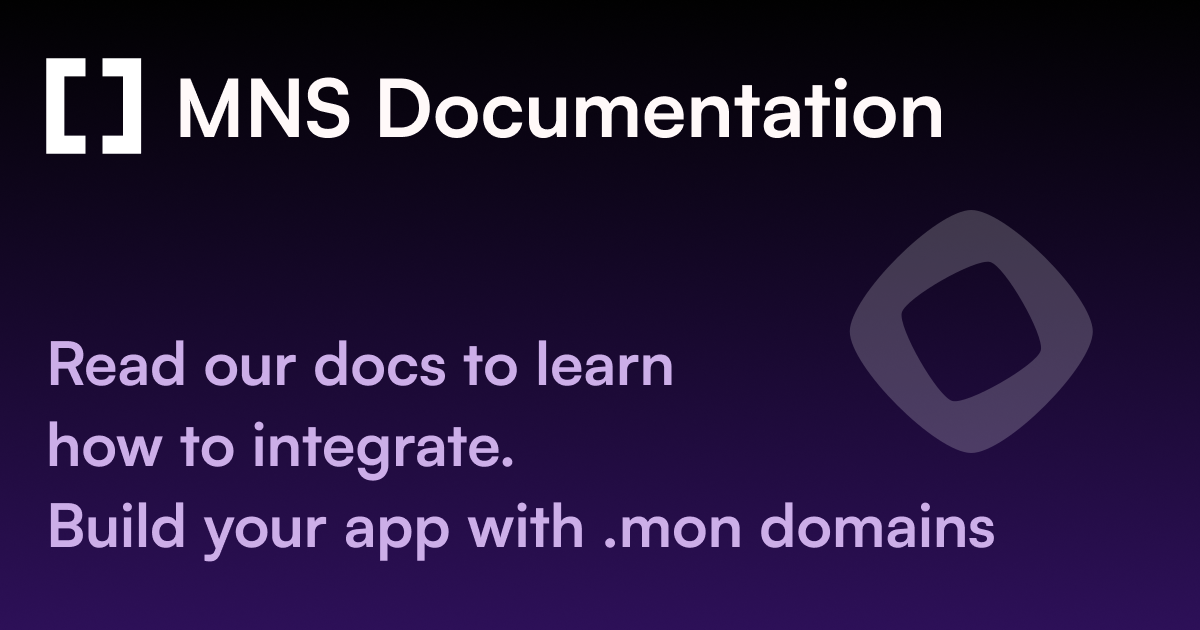 MNS Documentation
Read our docs to learn
how to integrate.
Build your app with .mon domains